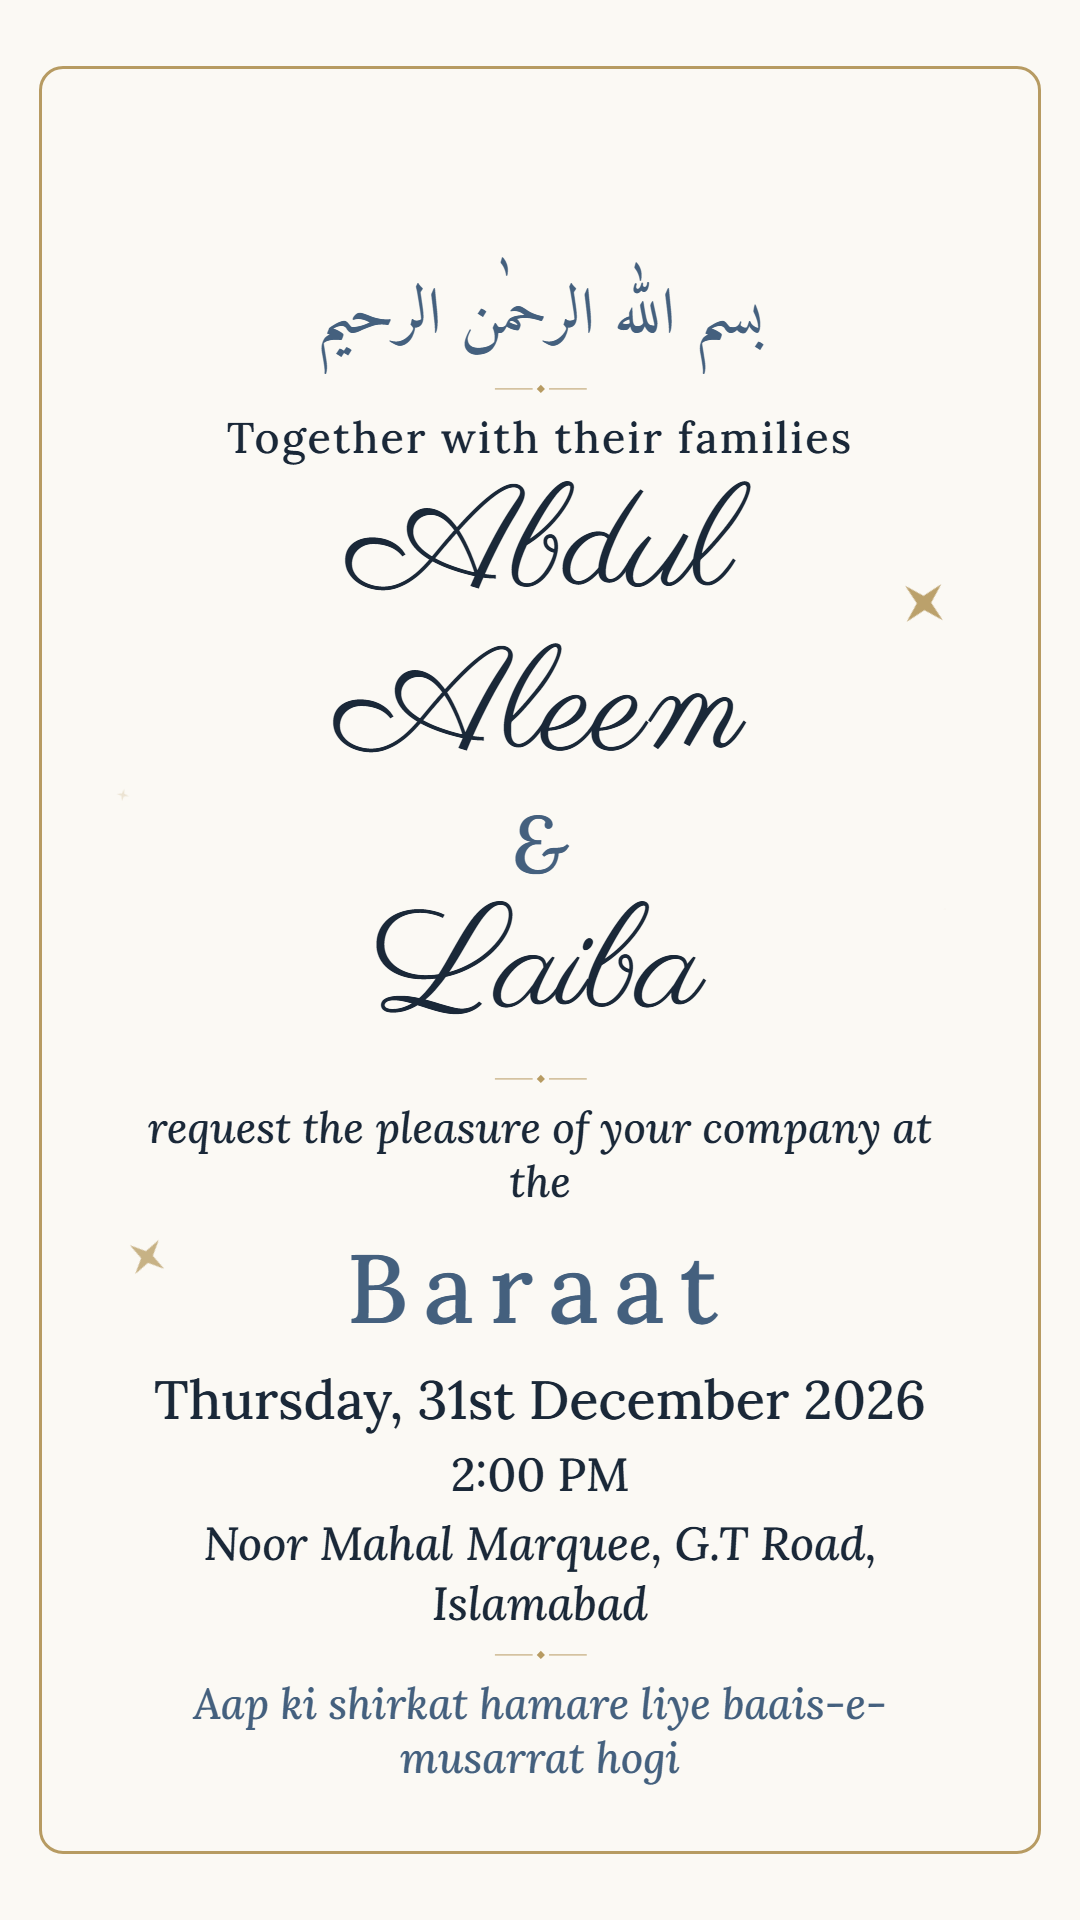 بسم الله الرحمٰن الرحيم
Together with their families
Abdul
Aleem
&
Laiba
request the pleasure of your company at
the
Baraat
Thursday, 31st December 2026
2:00 PM
Noor Mahal Marquee, G.T Road,
Islamabad
Aap ki shirkat hamare liye baais-e-
musarrat hogi